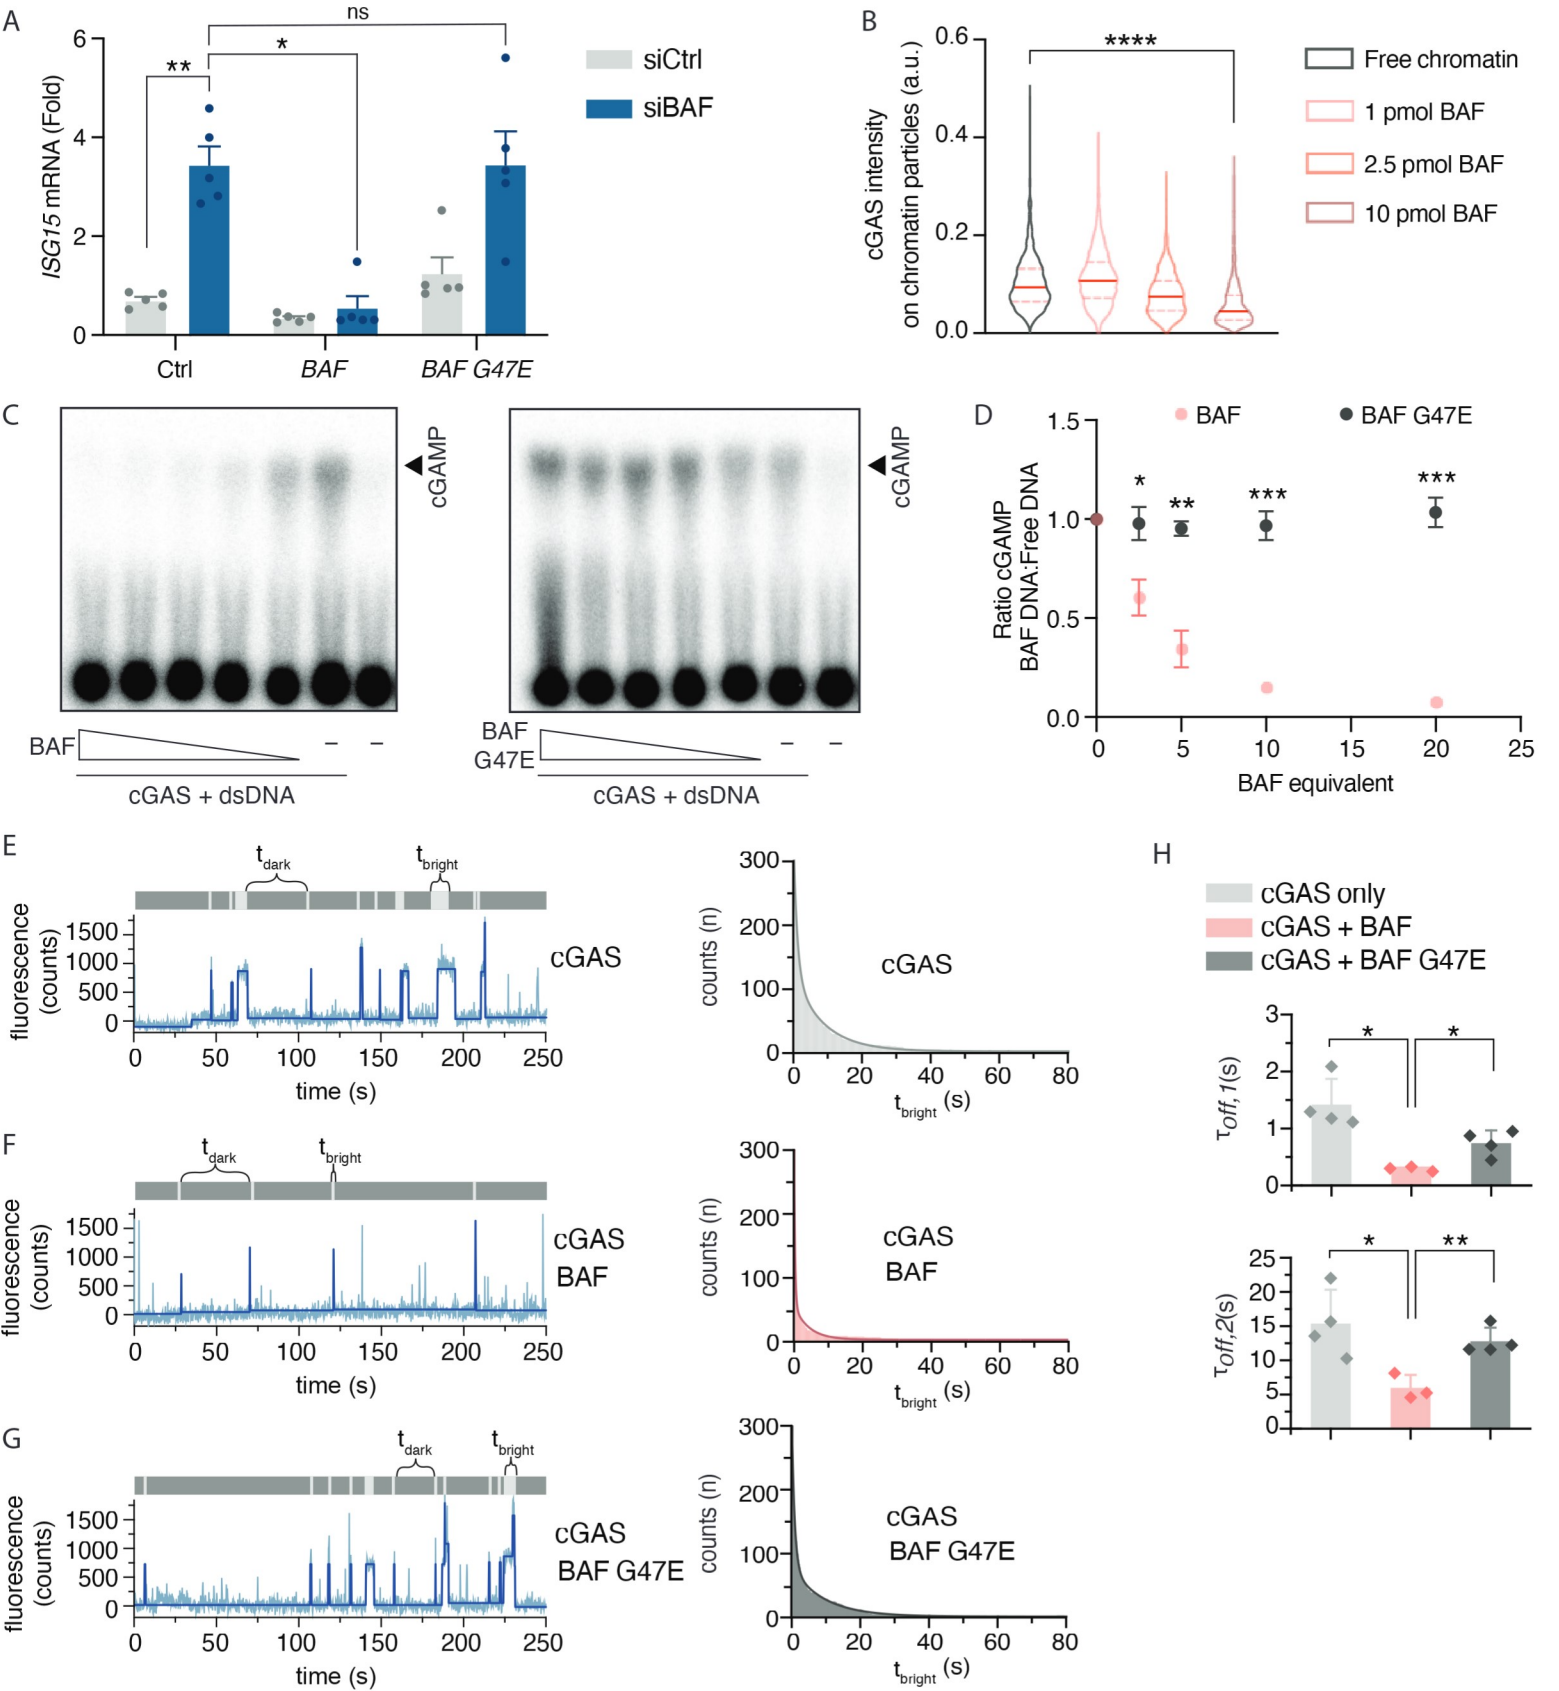 A
ns
*
**
6
4
2
0
ISG15 mRNA (Fold)
Ctrl
BAF
BAF G47E
siCtrl
siBAF
B
****
0.6
0.4
0.2
0.0
cGAS intensity
on chromatin particles (a.u.)
Free chromatin
1 pmol BAF
2.5 pmol BAF
10 pmol BAF
C
cGAMP
BAF
– –
cGAS + dsDNA
cGAMP
BAF
G47E
– –
cGAS + dsDNA
D
BAF
BAF G47E
1.5
1.0
0.5
0.0
Ratio cGAMP
BAF DNA:Free DNA
* ** *** ***
0 5 10 15 20 25
BAF equivalent
E
tdark
tbright
fluorescence
(counts)
1500
1000
500
0
cGAS
0 50 100 150 200 250
time (s)
300
200
100
0
counts (n)
cGAS
0 20 40 60 80
tbright (s)
F
tdark
tbright
fluorescence
(counts)
1500
1000
500
0
cGAS
BAF
0 50 100 150 200 250
time (s)
300
200
100
0
counts (n)
cGAS
BAF
0 20 40 60 80
tbright (s)
G
tdark
tbright
fluorescence
(counts)
1500
1000
500
0
cGAS
BAF G47E
0 50 100 150 200 250
time (s)
300
200
100
0
counts (n)
cGAS
BAF G47E
0 20 40 60 80
tbright (s)
H
cGAS only
cGAS + BAF
cGAS + BAF G47E
3
2
1
0
τoff,1(s)
* *
25
20
15
10
5
0
τoff,2(s)
* **